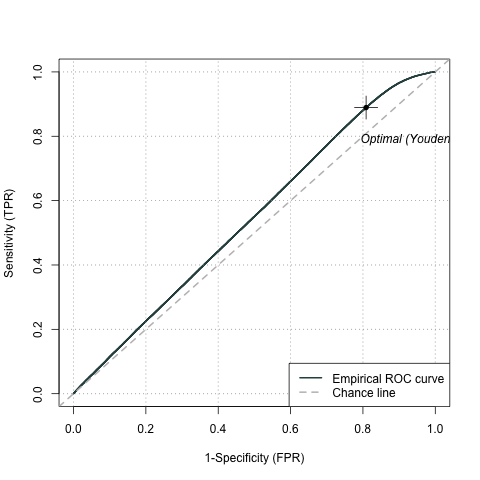 Sensitivity (TPR)
1.0
0.8
0.6
0.4
0.2
0.0
Optimal (Youden
Empirical ROC curve
Chance line
0.0 0.2 0.4 0.6 0.8 1.0
1-Specificity (FPR)